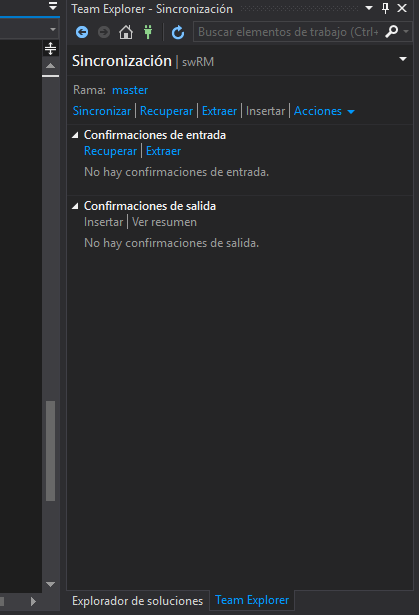 Team Explorer - Sincronización
Buscar elementos de trabajo (Ctrl+
Sincronización | swRM
Rama: master
Sincronizar | Recuperar | Extraer | Insertar | Acciones
Confirmaciones de entrada
Recuperar | Extraer
No hay confirmaciones de entrada.
Confirmaciones de salida
Insertar | Ver resumen
No hay confirmaciones de salida.
Explorador de soluciones Team Explorer